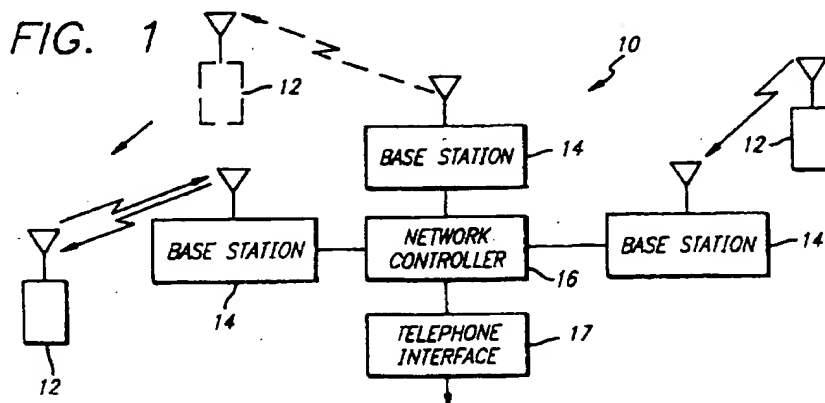 FIG. 1
12
10
12
BASE STATION
14
BASE STATION
14
NETWORK
CONTROLLER
16
BASE STATION
14
TELEPHONE
INTERFACE
17
12